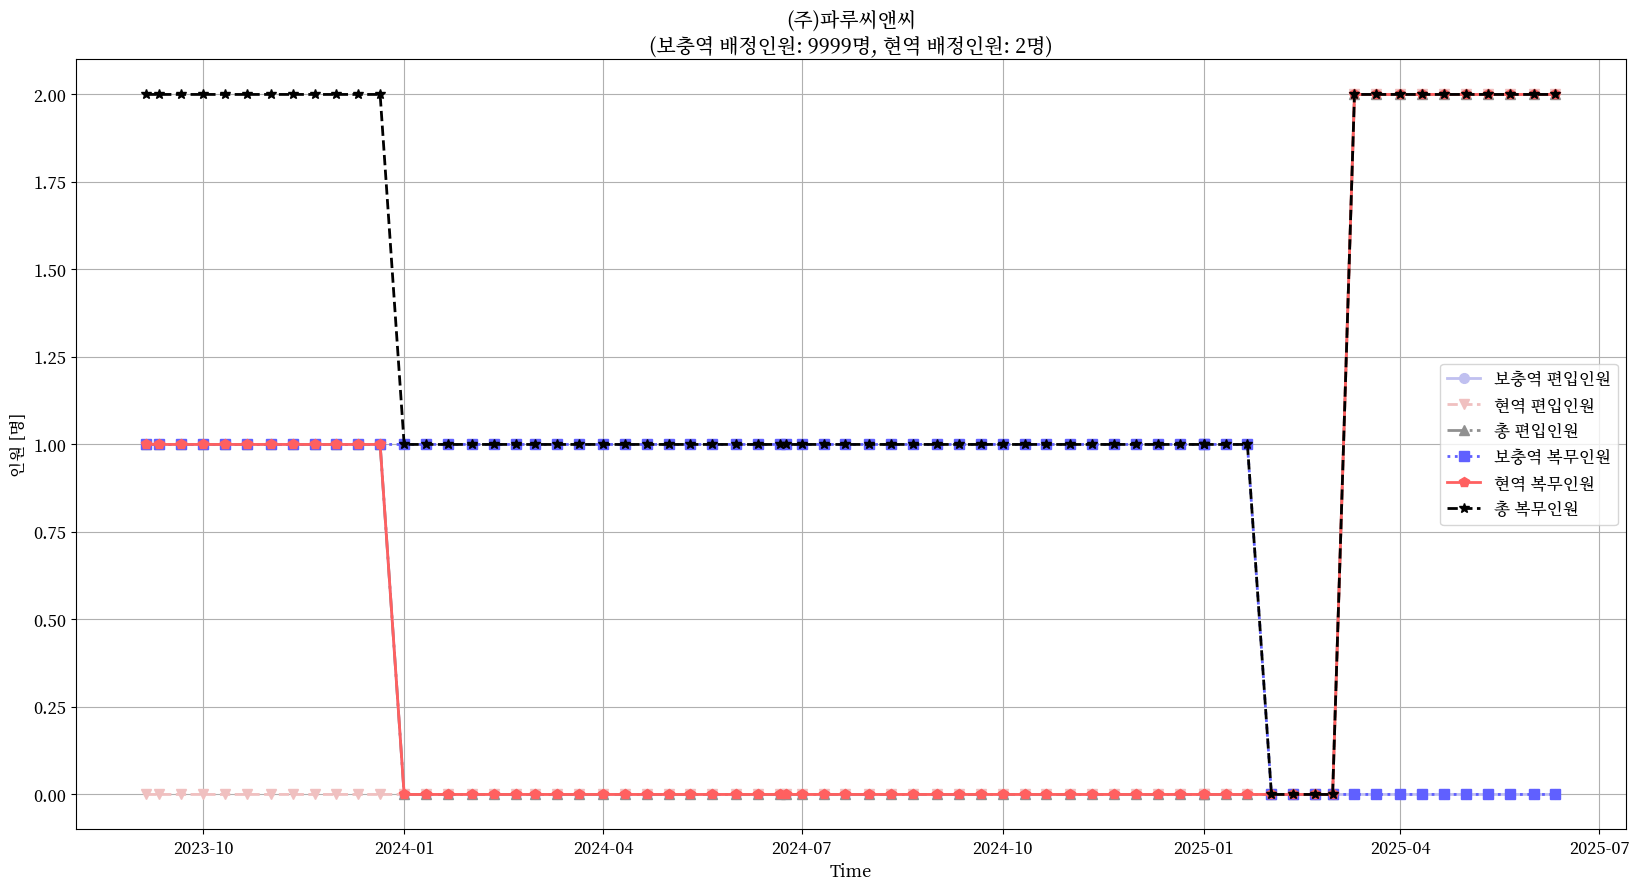 (주)파루씨앤씨
(보충역 배정인원: 9999명, 현역 배정인원: 2명)
인원 [명]
2.00
1.75
1.50
1.25
1.00
0.75
0.50
0.25
0.00
보충역 편입인원
현역 편입인원
총 편입인원
보충역 복무인원
현역 복무인원
총 복무인원
2023-10
2024-01
2024-04
2024-07
2024-10
2025-01
2025-04
2025-07
Time